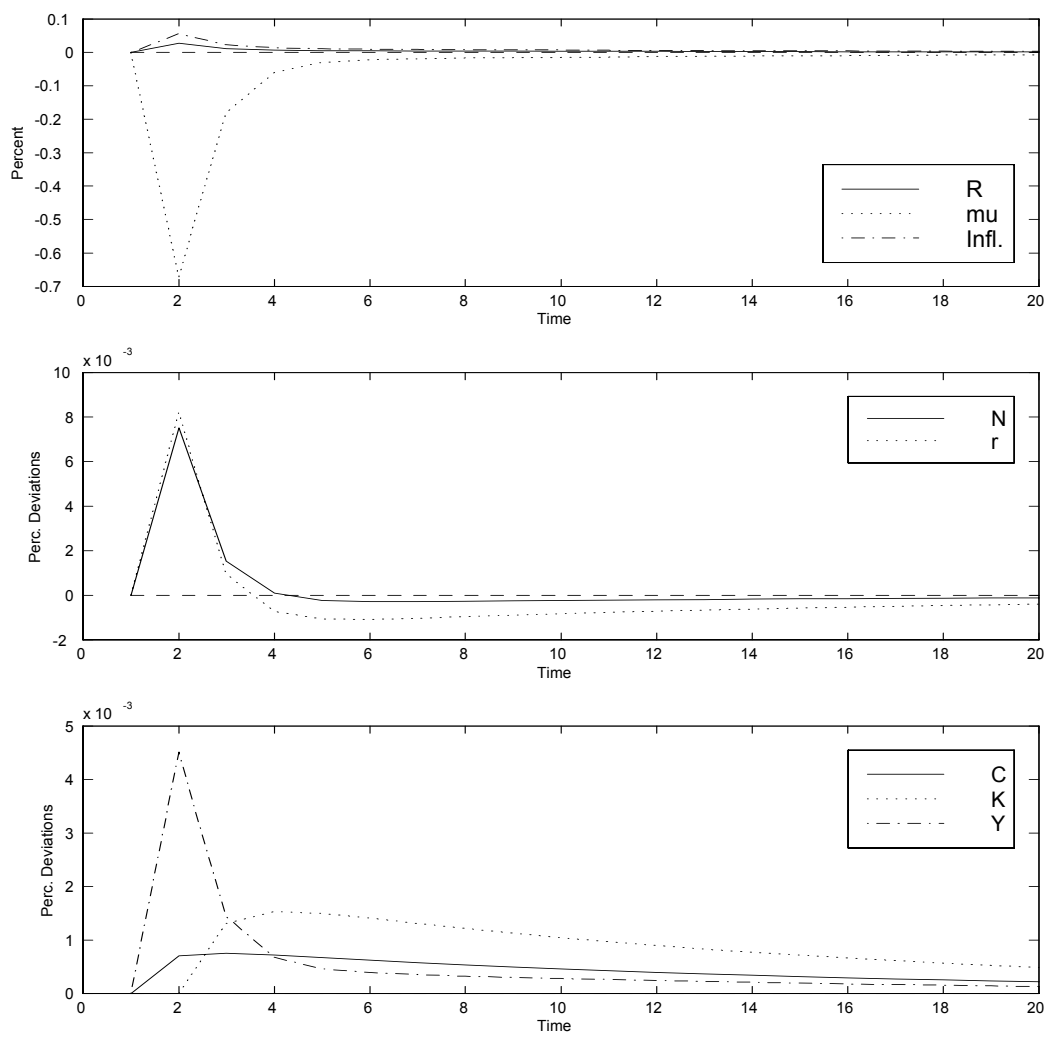 0.1
0
-0.1
-0.2
-0.3
-0.4
-0.5
-0.6
-0.7
Percent
R
mu
Infl.
0 2 4 6 8 10 12 14 16 18 20
Time
x 10 -3
10
8
6
4
2
0
-2
Perc. Deviations
N
r
0 2 4 6 8 10 12 14 16 18 20
Time
x 10 -3
5
4
3
2
1
0
Perc. Deviations
C
K
Y
0 2 4 6 8 10 12 14 16 18 20
Time